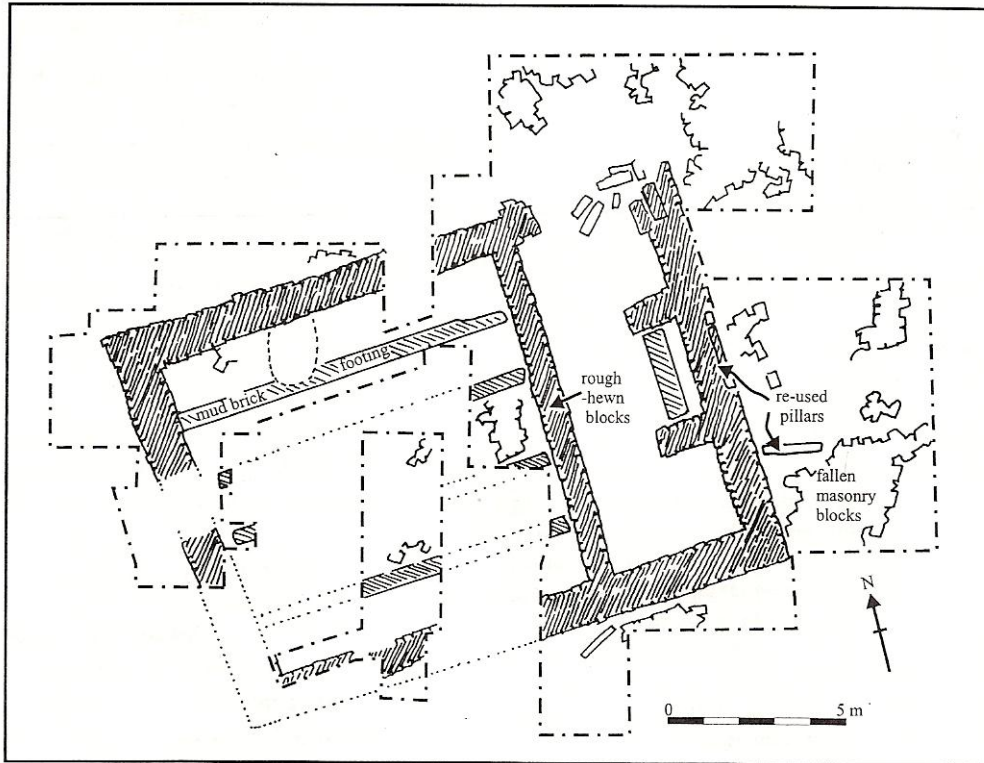 mud brick footing
rough
-hewn
blocks
re-used
pillars
fallen
masonry
blocks
N
0 5 m